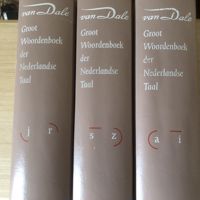 van Dale
Groot
Woordenboek
der
Nederlandse
Taal
j r
van Dale
Groot
Woordenboek
der
Nederlandse
Taal
s z
van Dale
Groot
Woordenboek
der
Nederlandse
Taal
a i